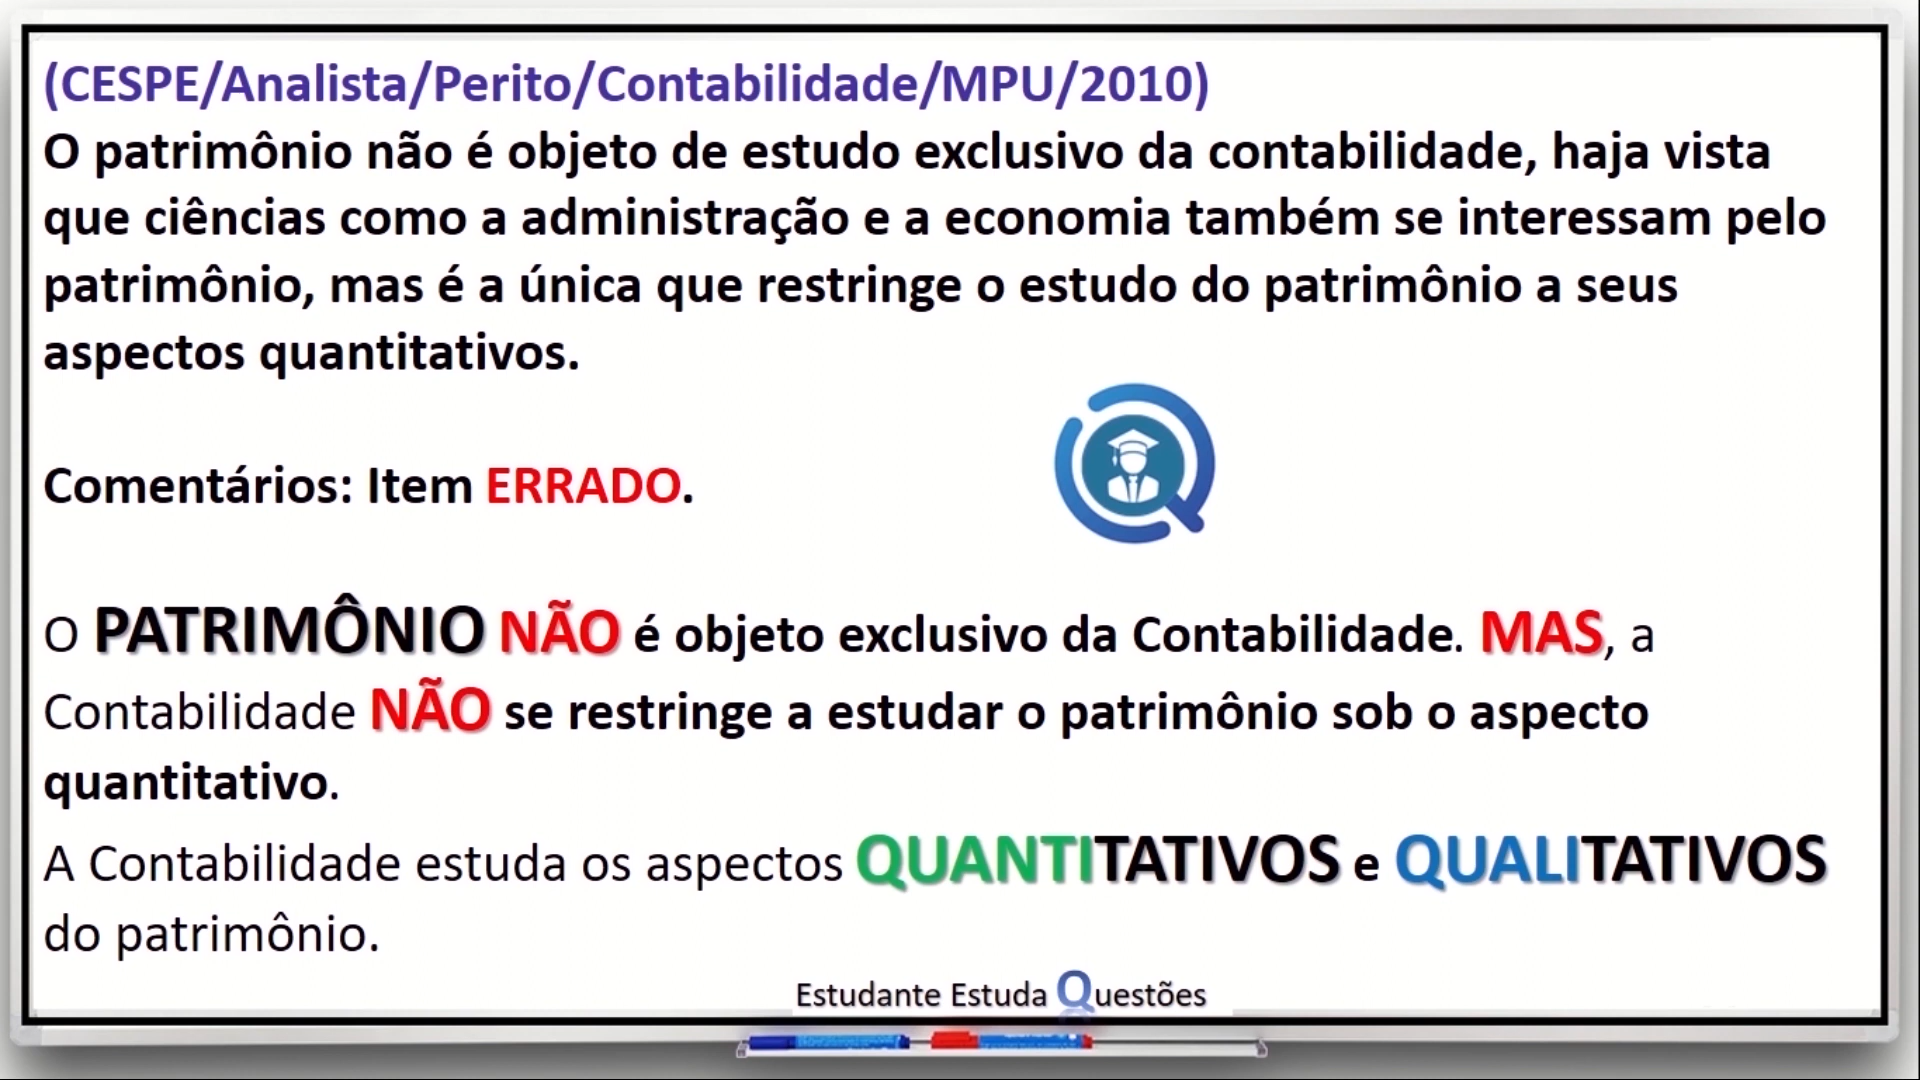 (CESPE/Analista/Perito/Contabilidade/MPU/2010)
O patrimônio não é objeto de estudo exclusivo da contabilidade, haja vista
que ciências como a administração e a economia também se interessam pelo
patrimônio, mas é a única que restringe o estudo do patrimônio a seus
aspectos quantitativos.
Comentários: Item ERRADO.
O PATRIMÔNIO NÃO é objeto exclusivo da Contabilidade. MAS, a
Contabilidade NÃO se restringe a estudar o patrimônio sob o aspecto
quantitativo.
A Contabilidade estuda os aspectos QUANTITATIVOS e QUALITATIVOS
do patrimônio.
Estudante Estuda Questões